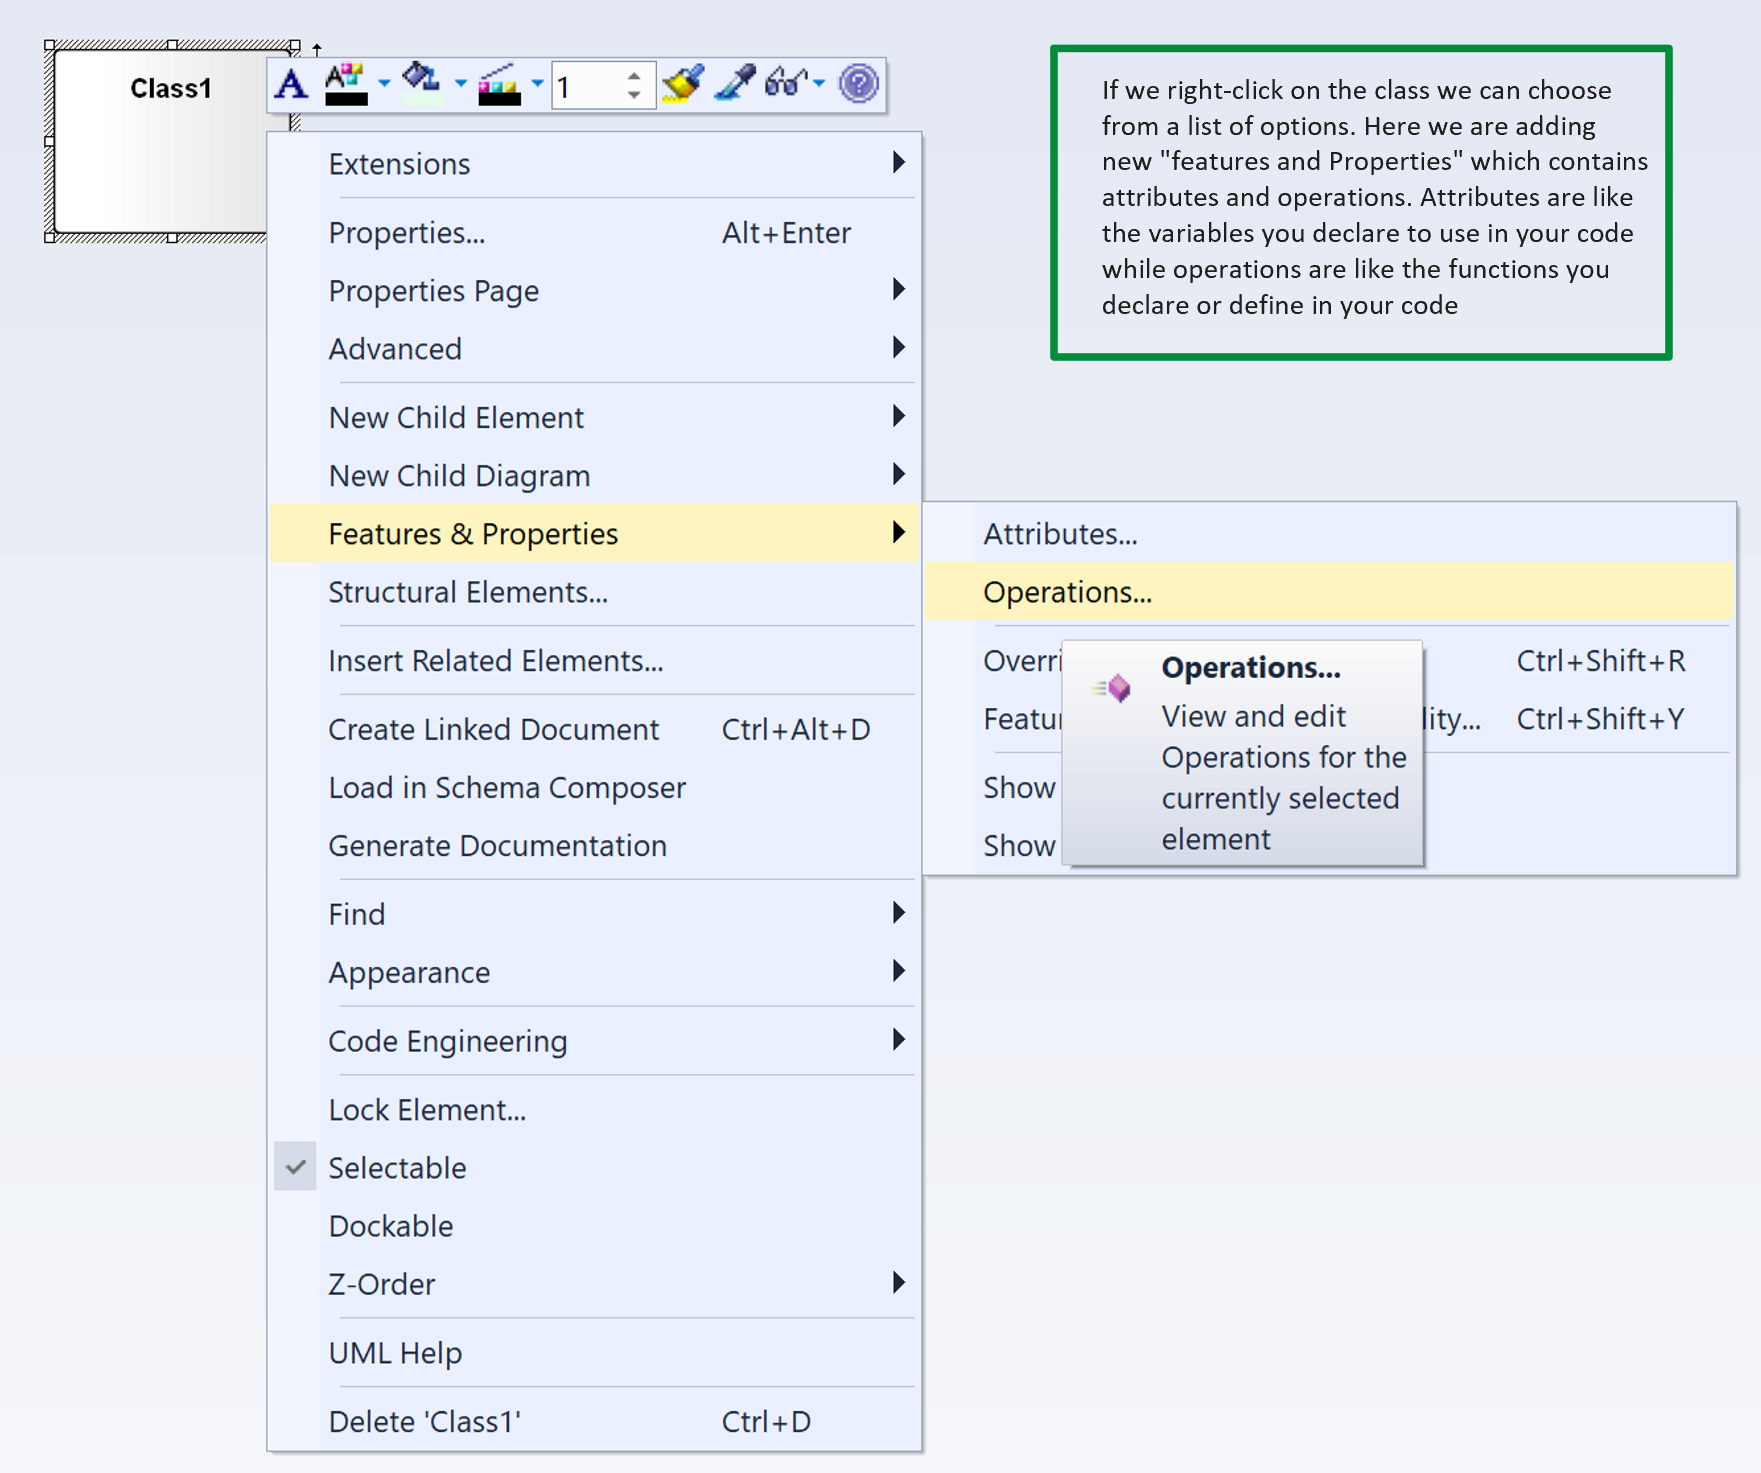 Class1
A
A
1
?
If we right-click on the class we can choose
from a list of options. Here we are adding
new "features and Properties" which contains
attributes and operations. Attributes are like
the variables you declare to use in your code
while operations are like the functions you
declare or define in your code
Extensions
Properties... Alt+Enter
Properties Page
Advanced
New Child Element
New Child Diagram
Features & Properties
Structural Elements...
Insert Related Elements...
Create Linked Document Ctrl+Alt+D
Load in Schema Composer
Generate Documentation
Find
Appearance
Code Engineering
Lock Element...
Selectable
Dockable
Z-Order
UML Help
Delete 'Class1' Ctrl+D
Attributes...
Operations...
Ctrl+Shift+R
Ctrl+Shift+Y
Show
Show
Operations...
View and edit
Operations for the
currently selected
element